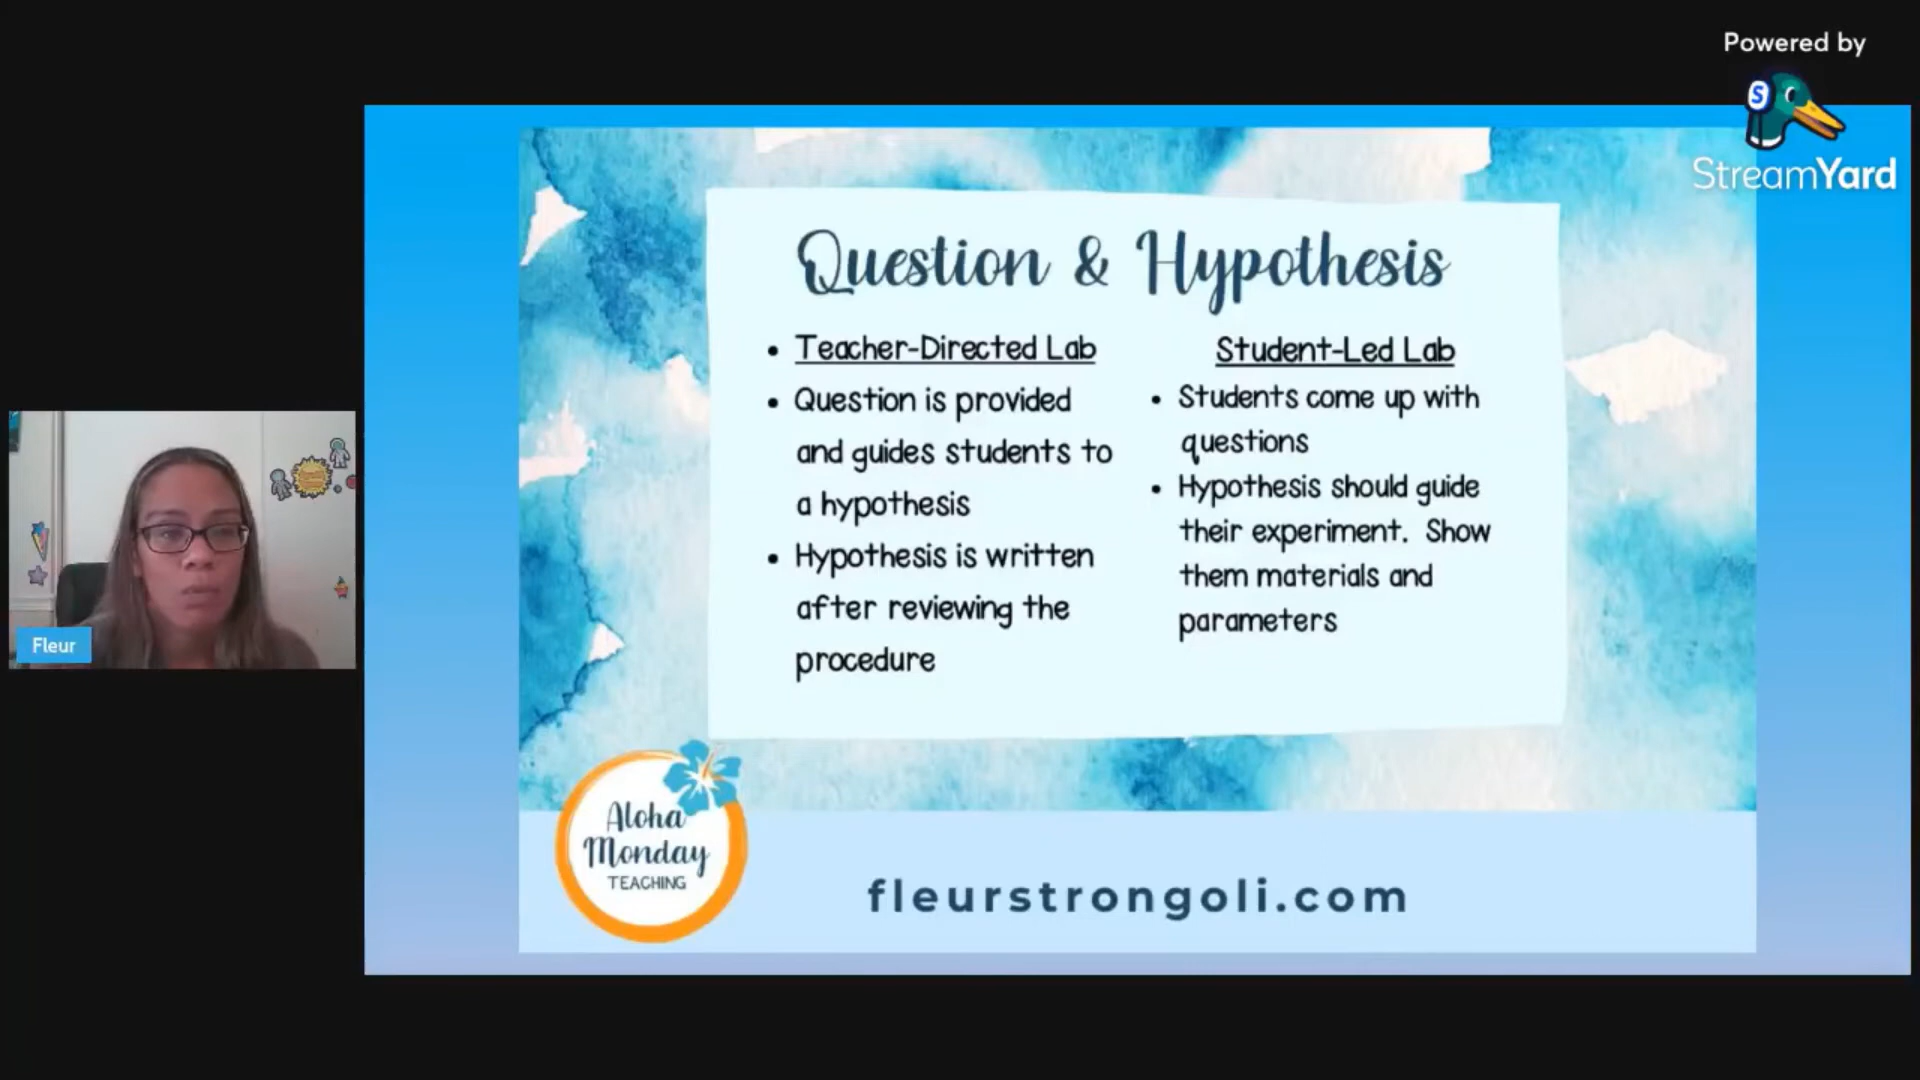 Powered by
S
StreamYard
Question & Hypothesis
• Teacher-Directed Lab
• Question is provided
and guides students to
a hypothesis
• Hypothesis is written
after reviewing the
procedure
Student-Led Lab
• Students come up with
questions
• Hypothesis should guide
their experiment. Show
them materials and
parameters
Fleur
Aloha
Monday
TEACHING
fleurstrongoli.com